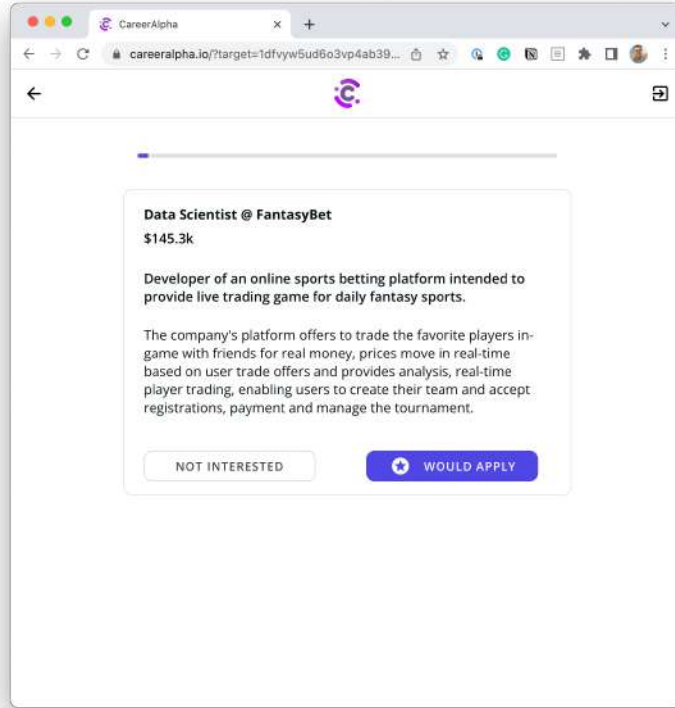 CareerAlpha
careeralpha.io/?target=1dfvyw5ud6o3vp4ab39...
Data Scientist @ FantasyBet
$145.3k
Developer of an online sports betting platform intended to
provide live trading game for daily fantasy sports.
The company's platform offers to trade the favorite players in-
game with friends for real money, prices move in real-time
based on user trade offers and provides analysis, real-time
player trading, enabling users to create their team and accept
registrations, payment and manage the tournament.
NOT INTERESTED
WOULD APPLY